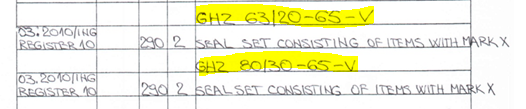 GHZ 63/20-65-V
03.2010/ING
REGISTER 10 290 2 SEAL SET CONSISTING OF ITEMS WITH MARK X
GHZ 80/30-65-V
03.2010/ING
REGISTER 10 290 2 SEAL SET CONSISTING OF ITEMS WITH MARK X